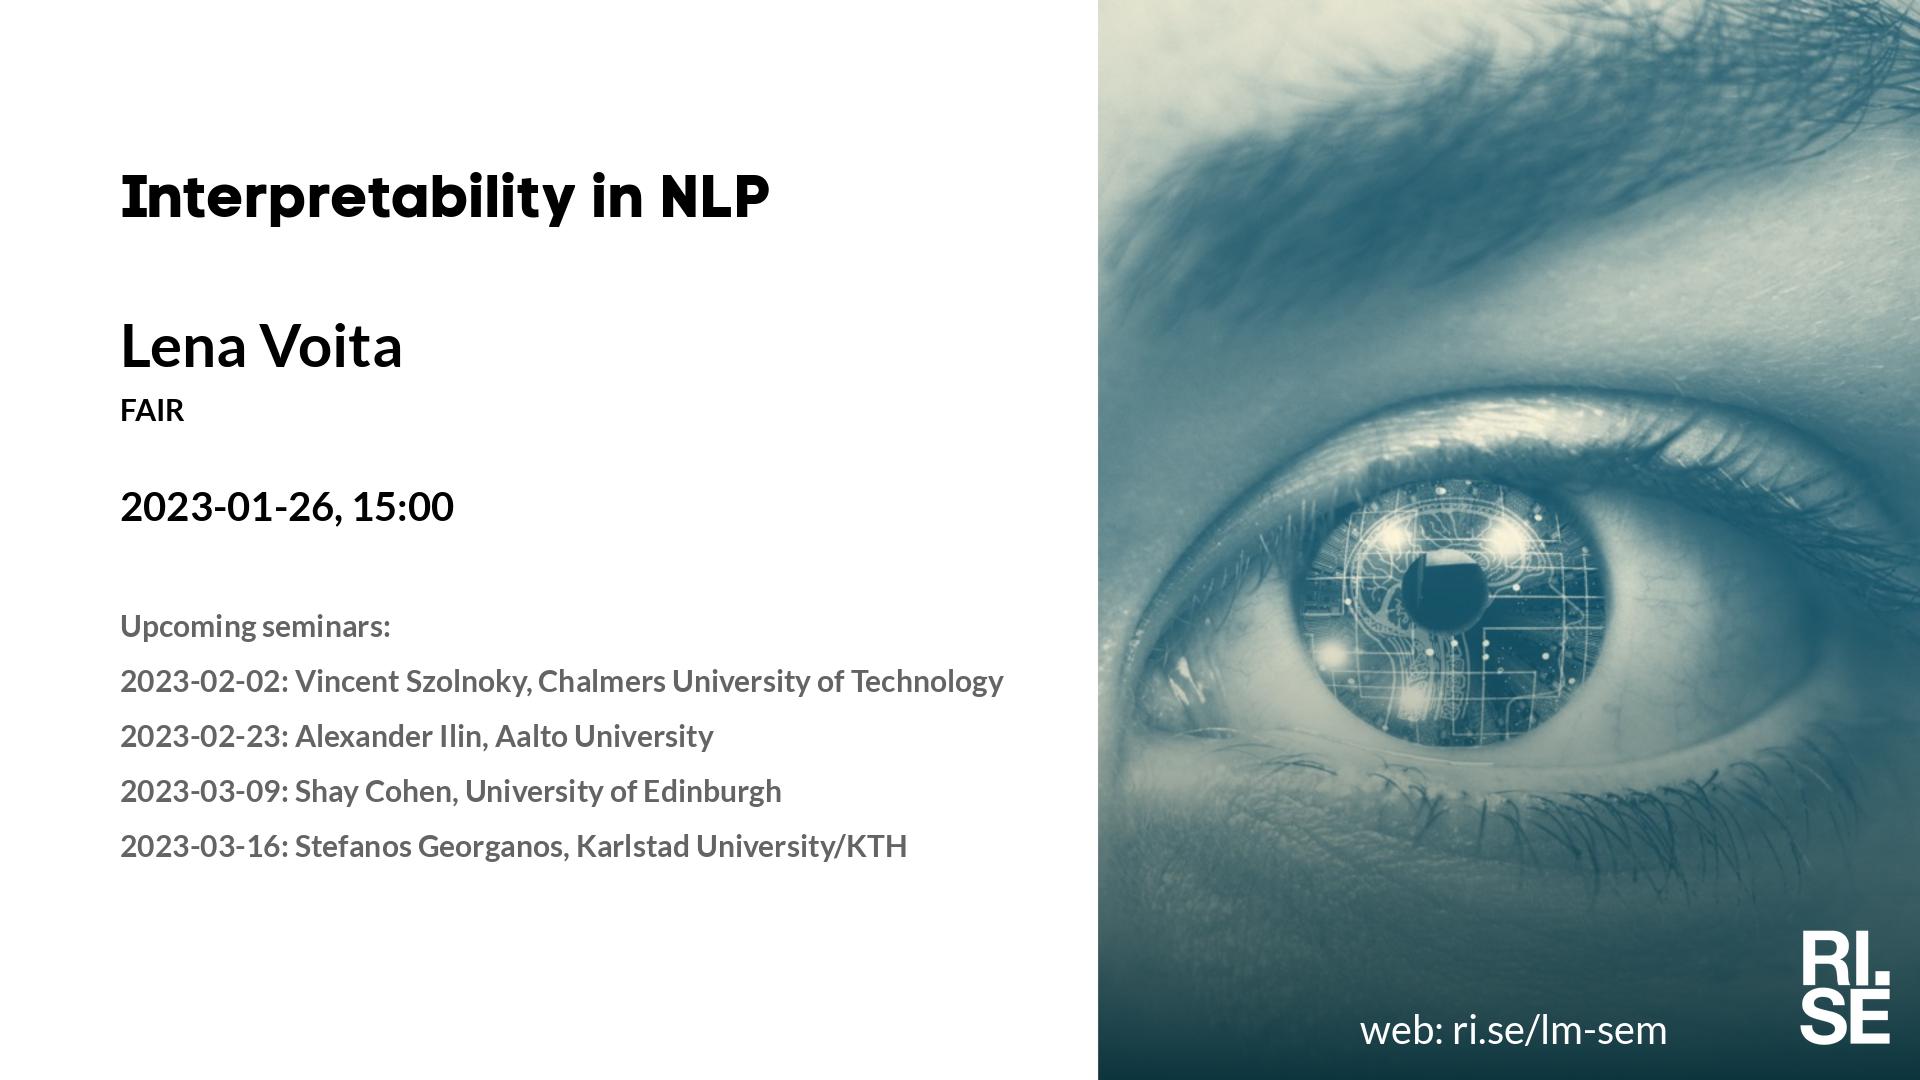 Interpretability in NLP
Lena Voita
FAIR
2023-01-26, 15:00
Upcoming seminars:
2023-02-02: Vincent Szolnoky, Chalmers University of Technology
2023-02-23: Alexander Ilin, Aalto University
2023-03-09: Shay Cohen, University of Edinburgh
2023-03-16: Stefanos Georganos, Karlstad University/KTH
web: ri.se/lm-sem
RI.
SE